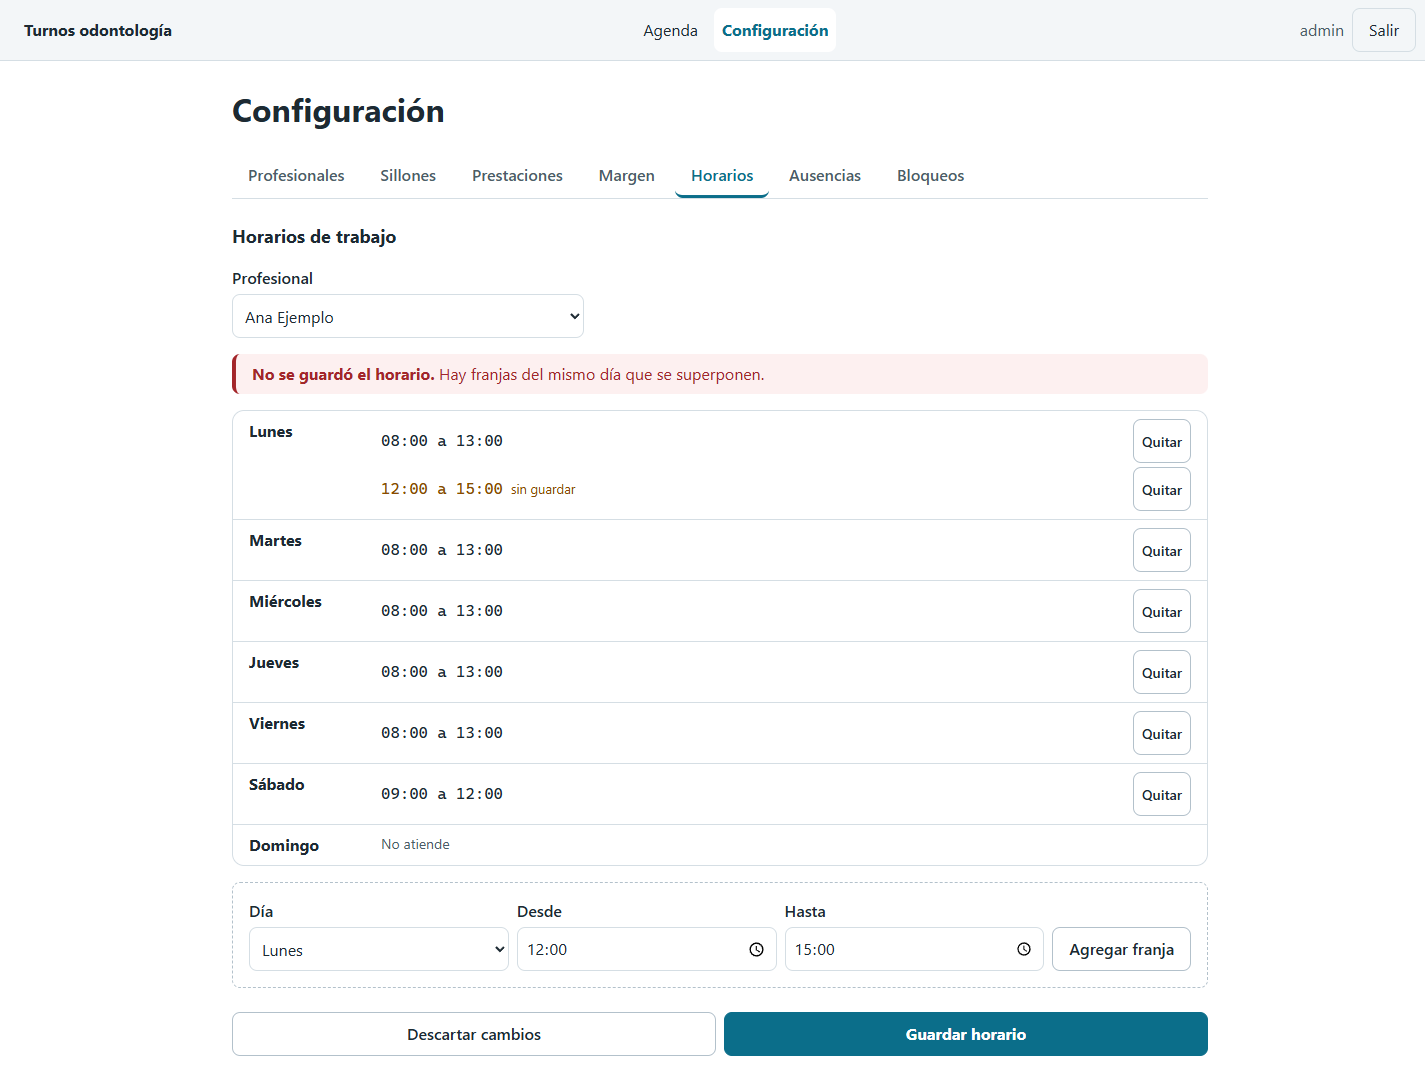 Turnos odontología
Agenda
Configuración
admin
Salir
Configuración
Profesionales
Sillones
Prestaciones
Margen
Horarios
Ausencias
Bloqueos
Horarios de trabajo
Profesional
Ana Ejemplo
No se guardó el horario. Hay franjas del mismo día que se superponen.
Lunes
08:00 a 13:00
Quitar
12:00 a 15:00 sin guardar
Quitar
Martes
08:00 a 13:00
Quitar
Miércoles
08:00 a 13:00
Quitar
Jueves
08:00 a 13:00
Quitar
Viernes
08:00 a 13:00
Quitar
Sábado
09:00 a 12:00
Quitar
Domingo
No atiende
Día
Desde
Hasta
Lunes
12:00
15:00
Agregar franja
Descartar cambios
Guardar horario